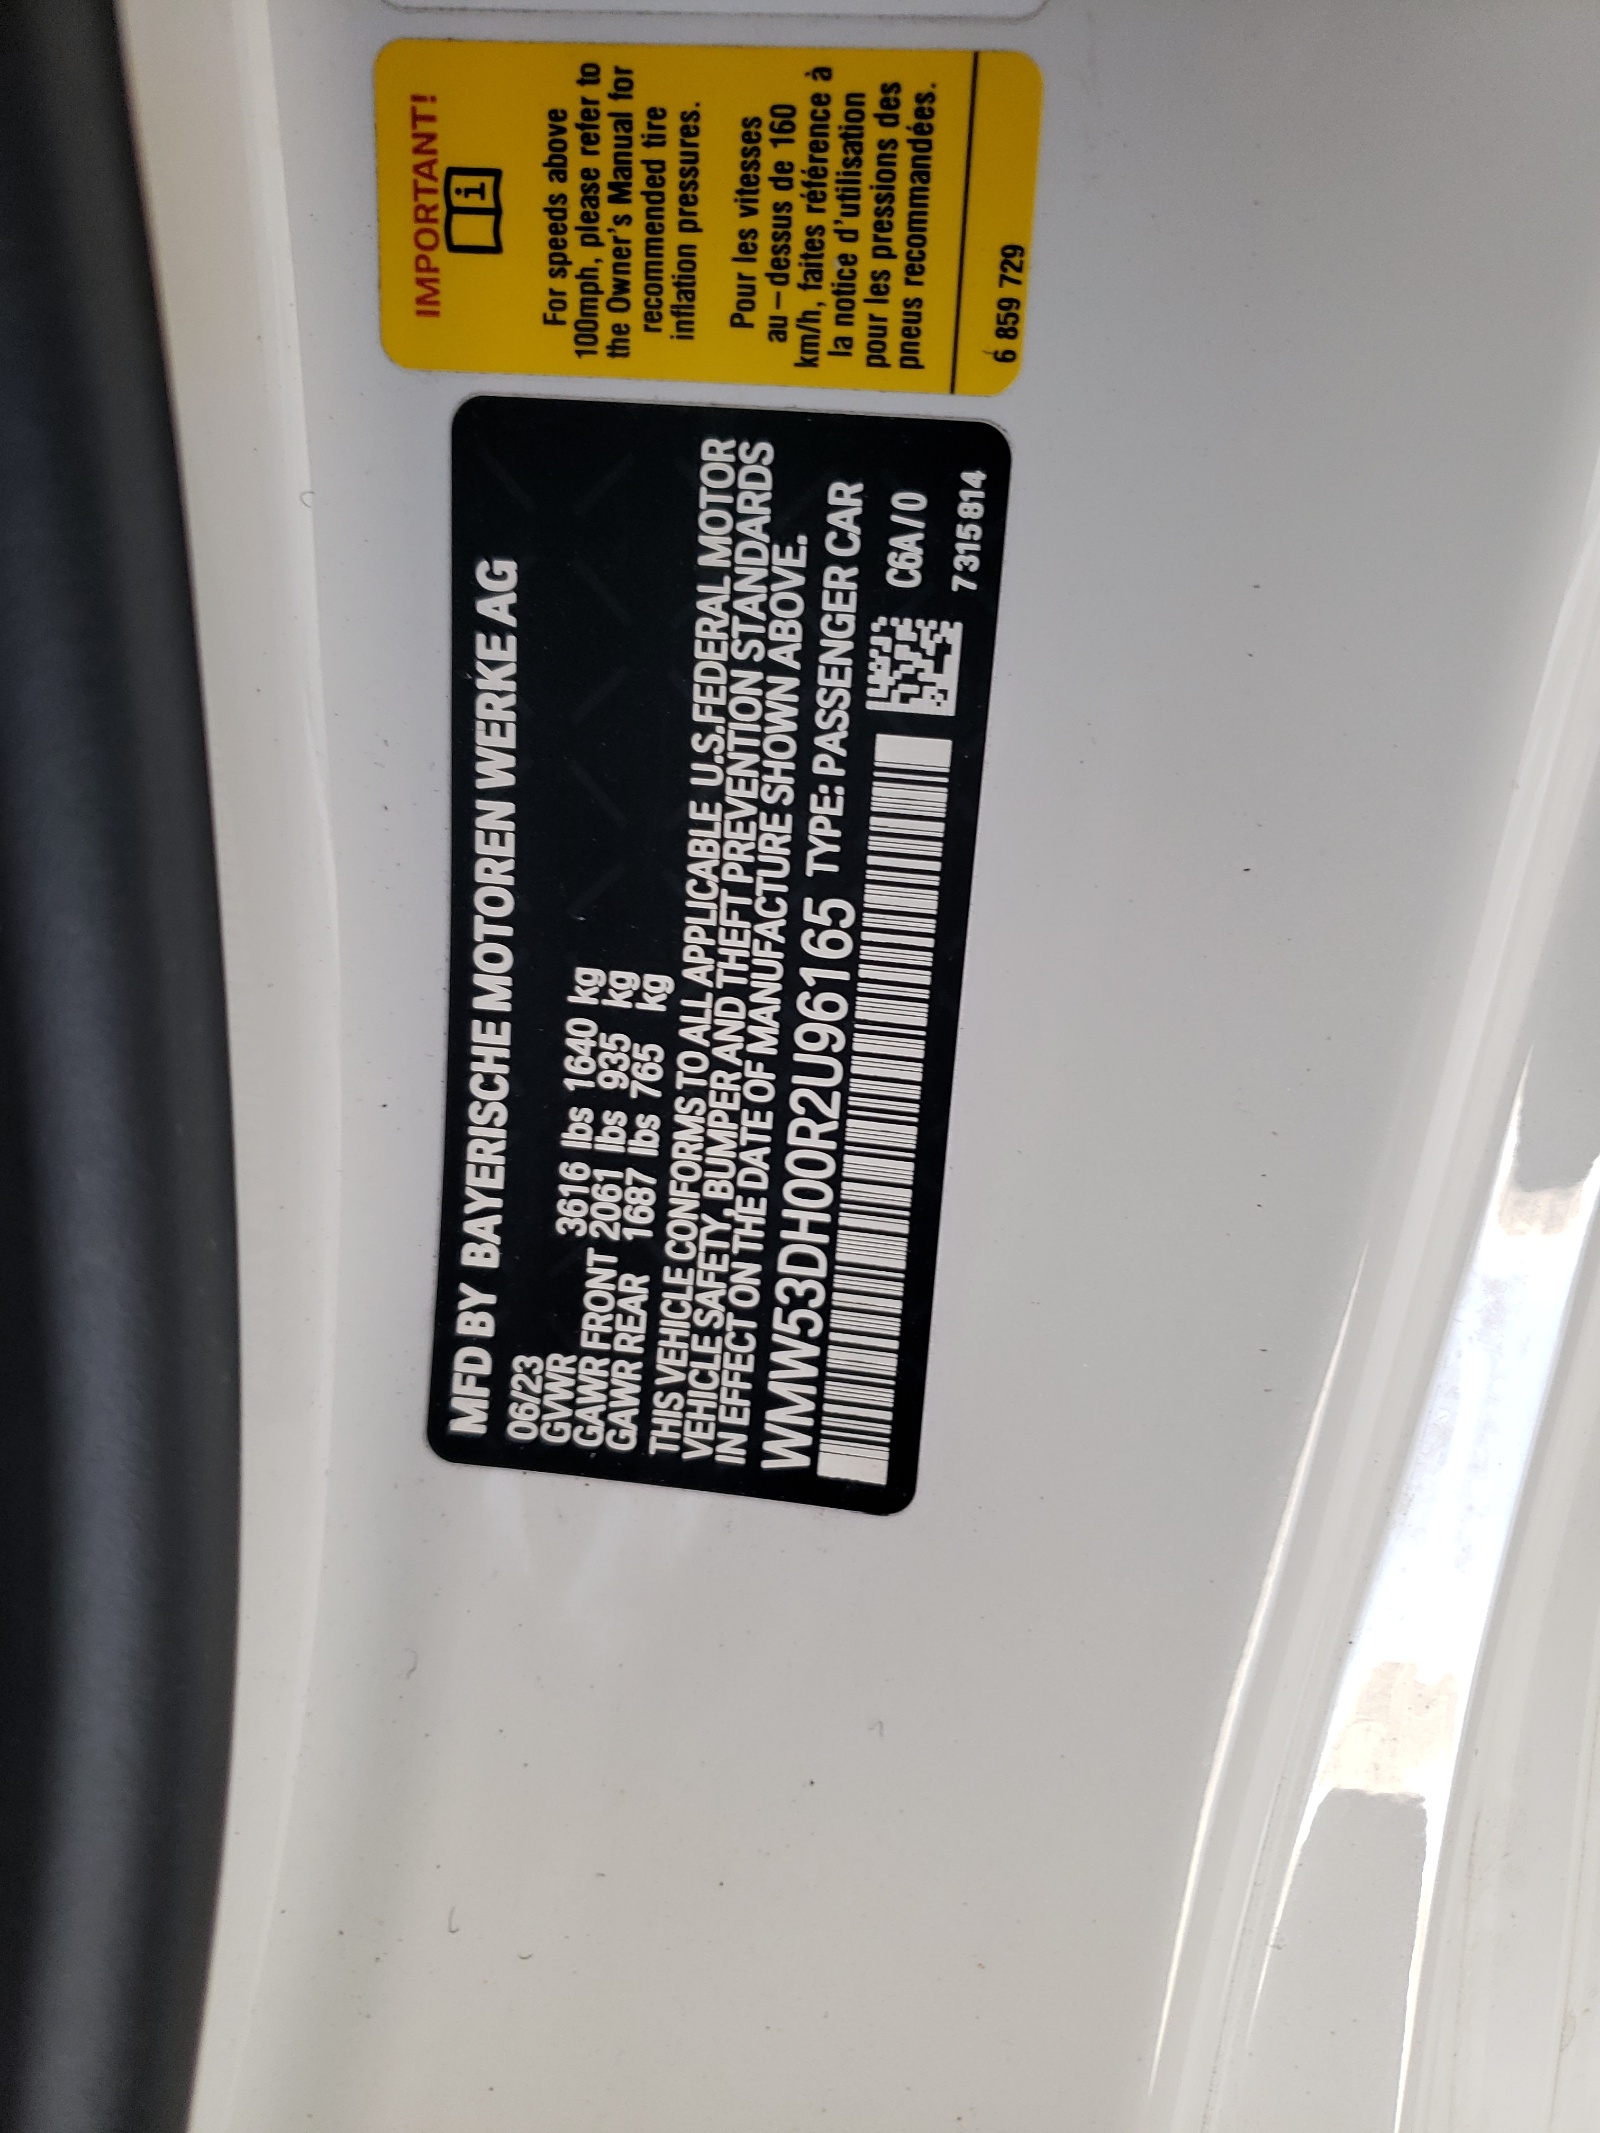 MFD BY BAYERISCHE MOTOREN WERKE AG
06/23
GVWR 3616 lbs 1640 kg
GAWR FRONT 2061 lbs 935 kg
GAWR REAR 1687 lbs 765 kg
THIS VEHICLE CONFORMS TO ALL APPLICABLE U.S.FEDERAL MOTOR
VEHICLE SAFETY, BUMPER AND THEFT PREVENTION STANDARDS
IN EFFECT ON THE DATE OF MANUFACTURE SHOWN ABOVE.
WMW53DH00R2U96165 TYPE: PASSENGER CAR
C6A/0
7 315 814
IMPORTANT!
i
For speeds above
100mph, please refer to
the Owner's Manual for
recommended tire
inflation pressures.
Pour les vitesses
au-dessus de 160
km/h, faites référence à
la notice d'utilisation
pour les pressions des
pneus recommandées.
6 859 729